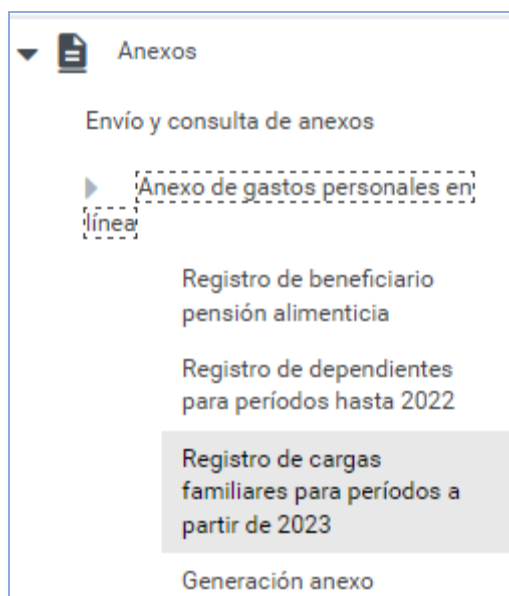 Anexos
Envío y consulta de anexos
Anexo de gastos personales en
línea
Registro de beneficiario
pensión alimenticia
Registro de dependientes
para períodos hasta 2022
Registro de cargas
familiares para períodos a
partir de 2023
Generación anexo